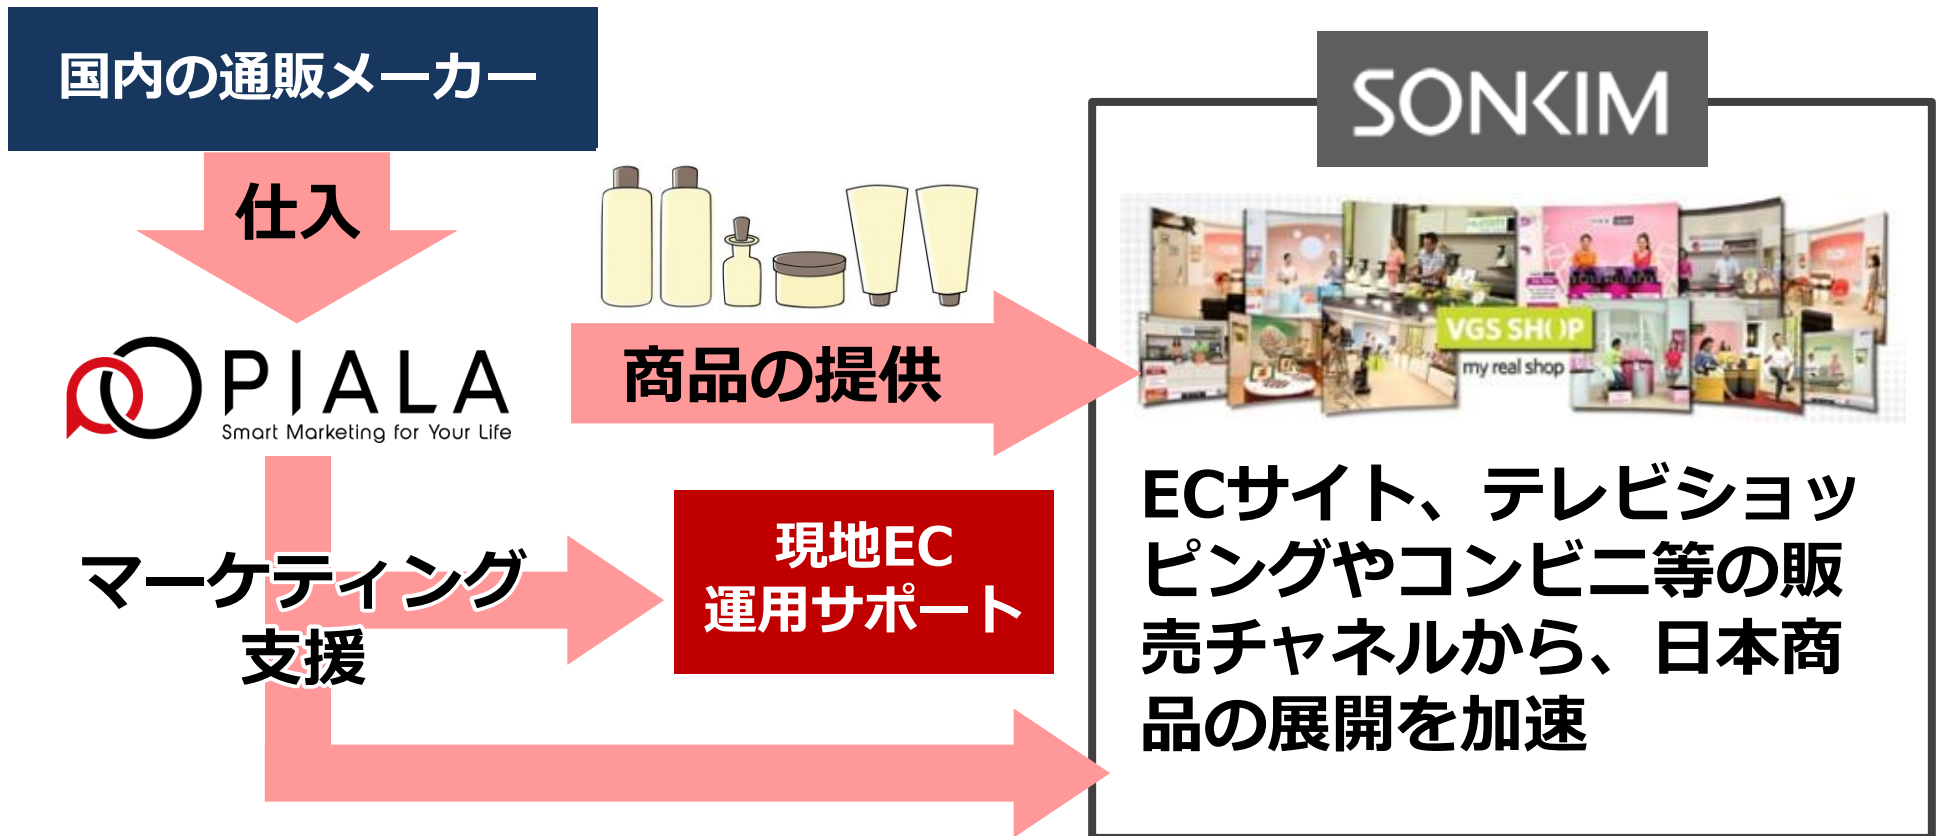 国内の通販メーカー
仕入
PIALA
Smart Marketing for Your Life
商品の提供
マーケティング
支援
現地EC
運用サポート
SONKIM
VGS SHOP
my real shop
ECサイト、テレビショッ
ピングやコンビニ等の販
売チャネルから、日本商
品の展開を加速